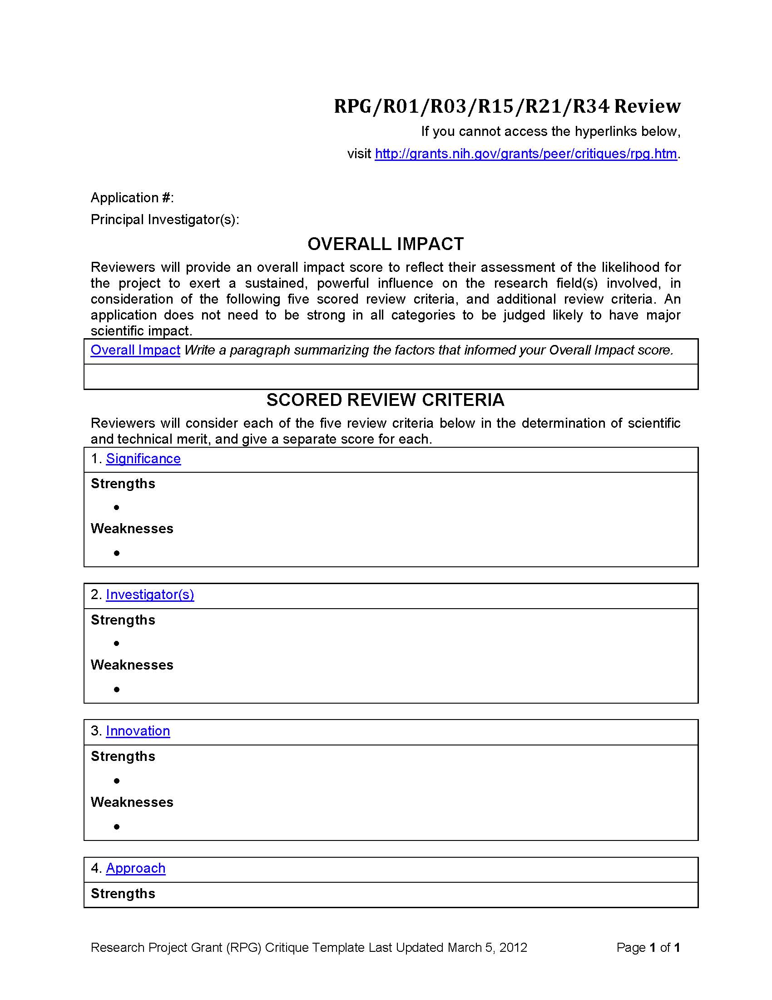 RPG/R01/R03/R15/R21/R34 Review
If you cannot access the hyperlinks below,
visit http://grants.nih.gov/grants/peer/critiques/rpg.htm.
Application #:
Principal Investigator(s):
OVERALL IMPACT
Reviewers will provide an overall impact score to reflect their assessment of the likelihood for
the project to exert a sustained, powerful influence on the research field(s) involved, in
consideration of the following five scored review criteria, and additional review criteria. An
application does not need to be strong in all categories to be judged likely to have major
scientific impact.
Overall Impact Write a paragraph summarizing the factors that informed your Overall Impact score.
SCORED REVIEW CRITERIA
Reviewers will consider each of the five review criteria below in the determination of scientific
and technical merit, and give a separate score for each.
1. Significance
Strengths
•
Weaknesses
•
2. Investigator(s)
Strengths
•
Weaknesses
•
3. Innovation
Strengths
•
Weaknesses
•
4. Approach
Strengths
Research Project Grant (RPG) Critique Template Last Updated March 5, 2012 Page 1 of 1